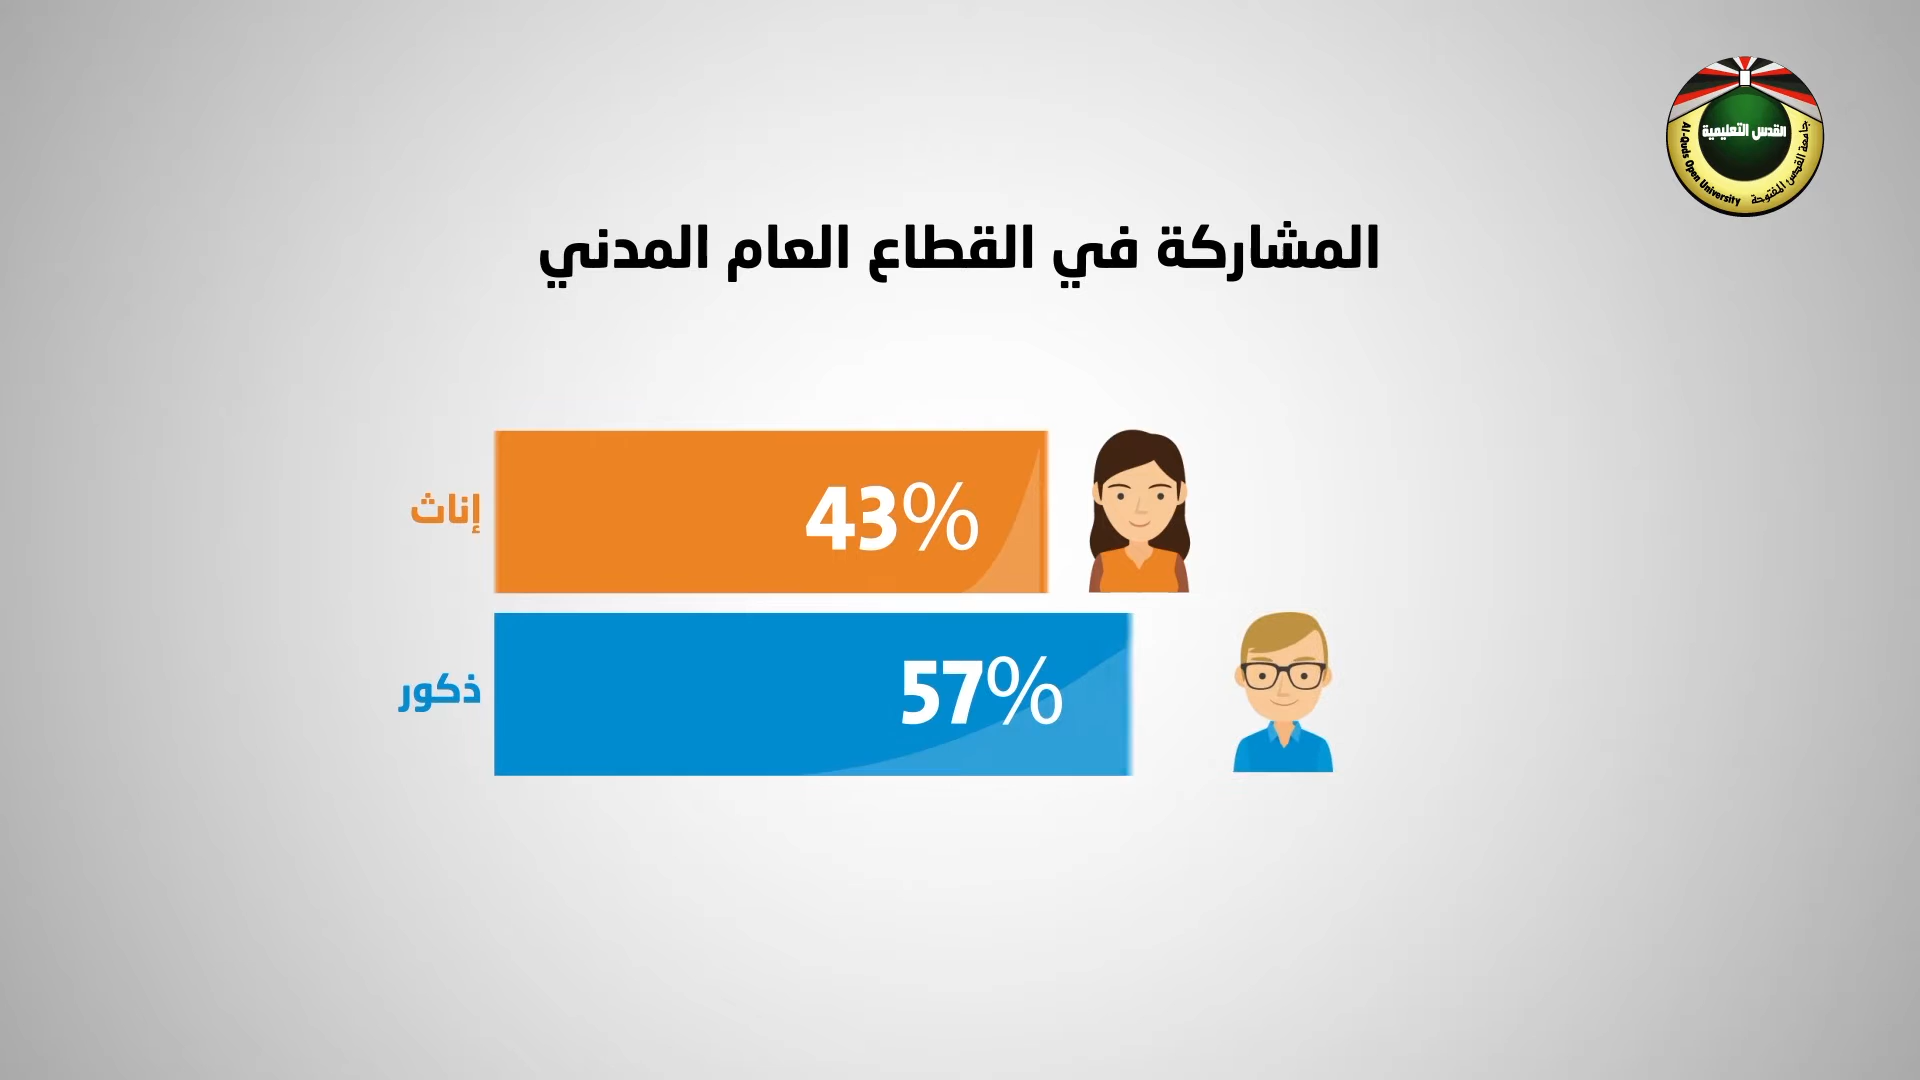 القدس التعليمية
جامعة القدس المفتوحة
Al-Quds Open University
المشاركة في القطاع العام المدني
إناث
43%
ذكور
57%